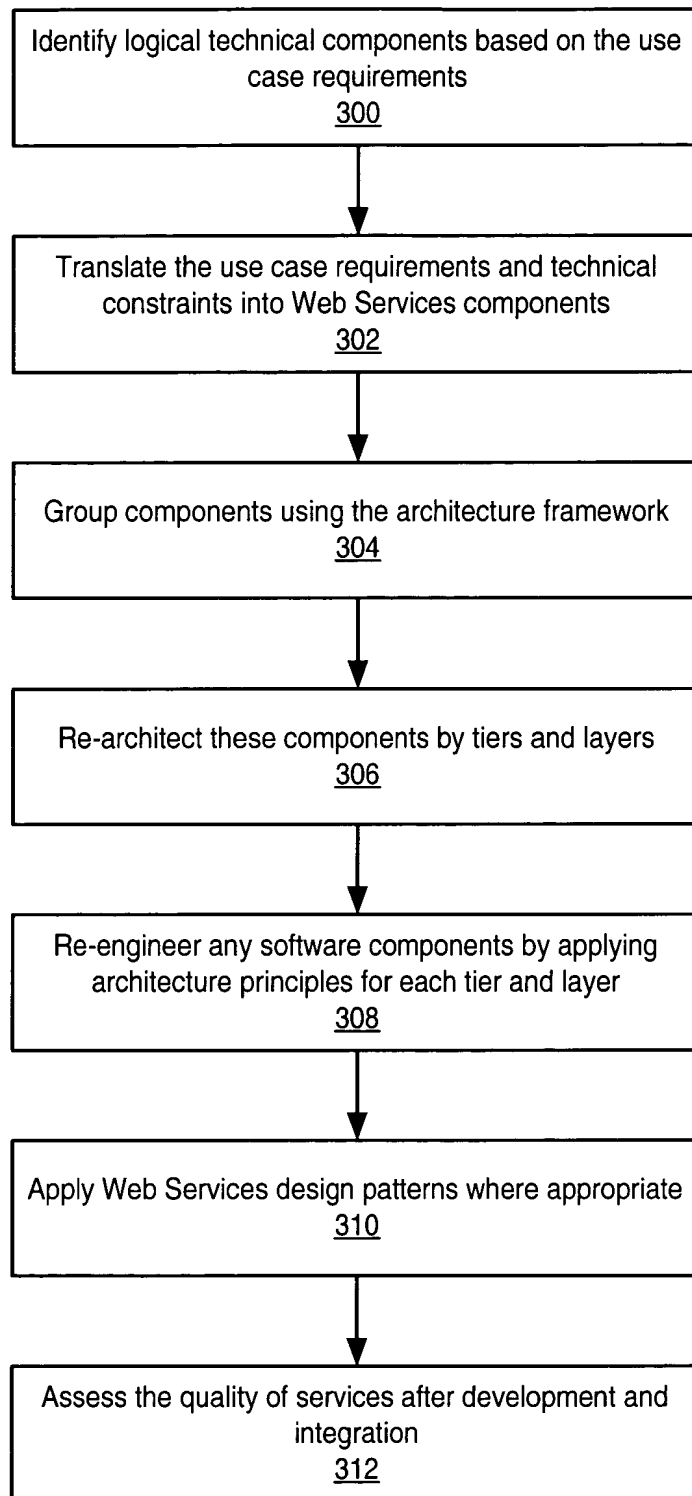 Identify logical technical components based on the use
case requirements
300
Translate the use case requirements and technical
constraints into Web Services components
302
Group components using the architecture framework
304
Re-architect these components by tiers and layers
306
Re-engineer any software components by applying
architecture principles for each tier and layer
308
Apply Web Services design patterns where appropriate
310
Assess the quality of services after development and
integration
312